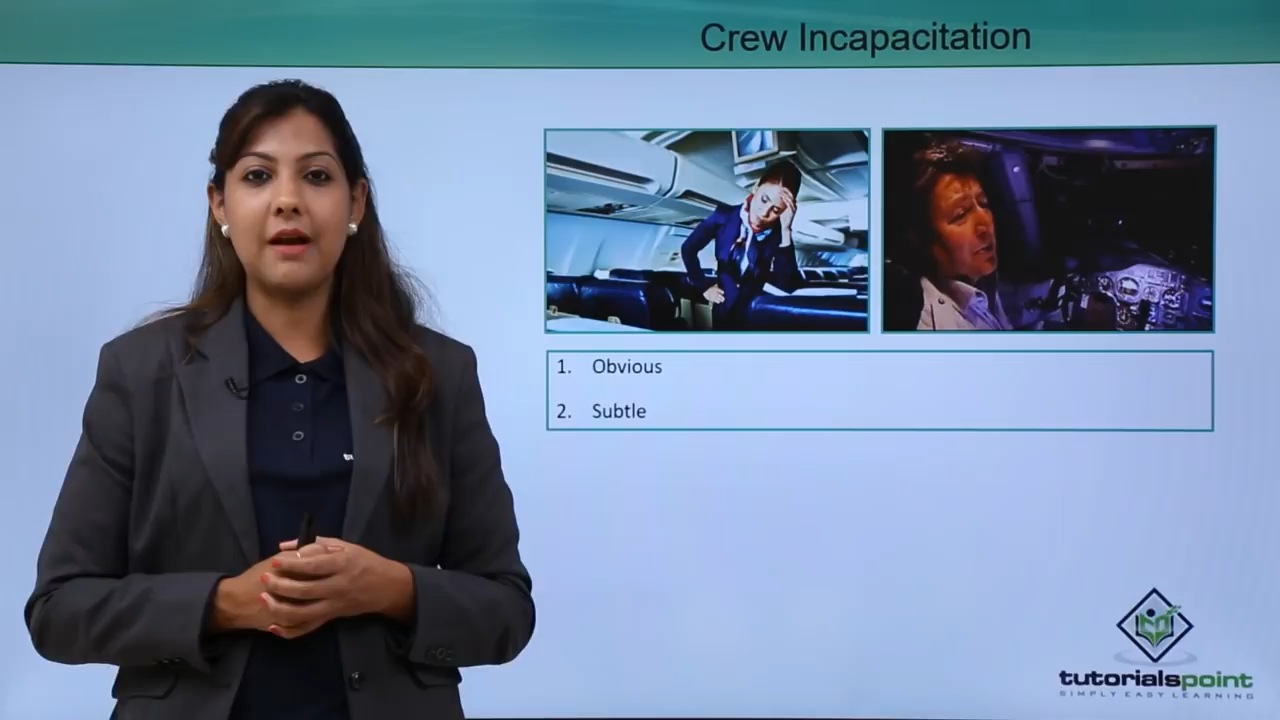 Crew Incapacitation
1. Obvious
2. Subtle
tutorialspoint
SIMPLY EASY LEARNING